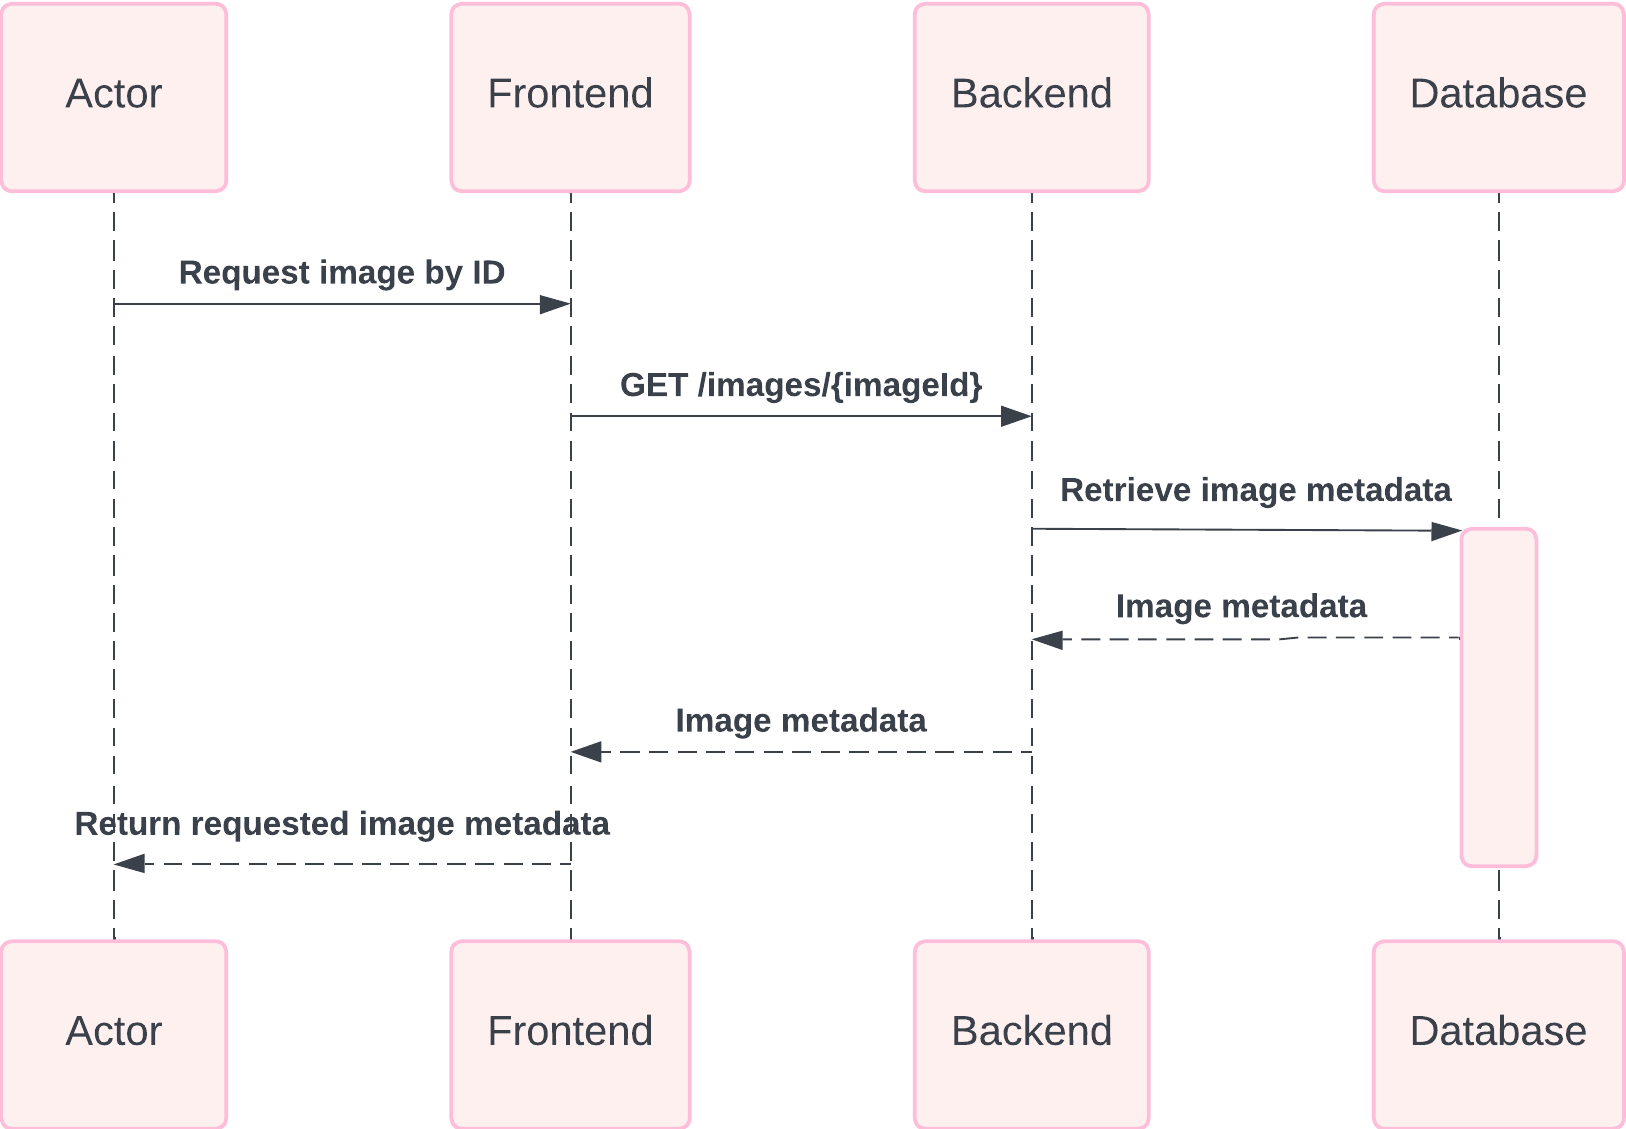 Actor
Frontend
Backend
Database
Request image by ID
GET /images/{imageId}
Retrieve image metadata
Image metadata
Image metadata
Return requested image metadata
Actor
Frontend
Backend
Database